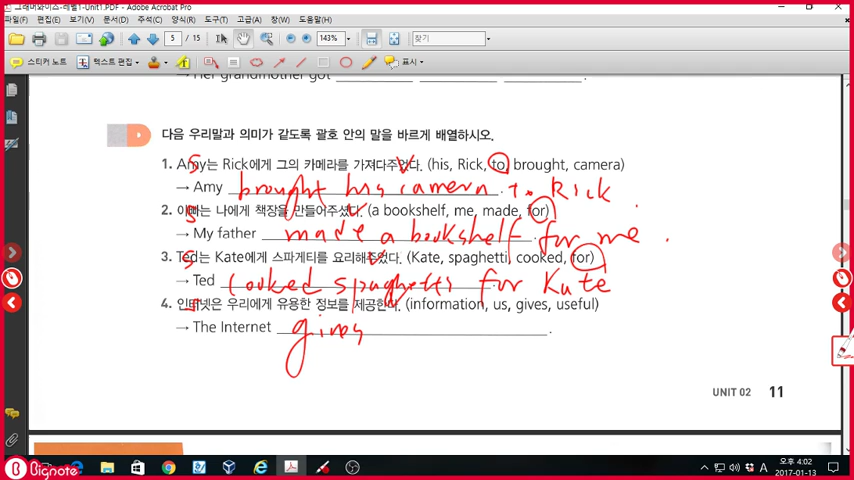 그래머와이즈-레벨1-Unit1.PDF - Adobe Acrobat Pro
파일(F) 편집(E) 보기(V) 문서(D) 주석(C) 양식(R) 도구(T) 고급(A) 창(W) 도움말(H)
5 / 15 143% 찾기
스티커 노트 텍스트 편집 표시
→ Her grandmother got
다음 우리말과 의미가 같도록 괄호 안의 말을 바르게 배열하시오.
S V
1. Amy는 Rick에게 그의 카메라를 가져다주었다. (his, Rick, to, brought, camera)
→ Amy brought his camera to Rick
2. 아빠는 나에게 책장을 만들어주셨다. (a bookshelf, me, made, for)
S V
→ My father made a bookshelf for me .
3. Ted는 Kate에게 스파게티를 요리해주었다. (Kate, spaghetti, cooked, for)
S V
→ Ted cooked spaghetti for Kate
4. 인터넷은 우리에게 유용한 정보를 제공한다. (information, us, gives, useful)
S
→ The Internet gives .
UNIT 02 11
Bignote
A 오후 4:02
2017-01-13